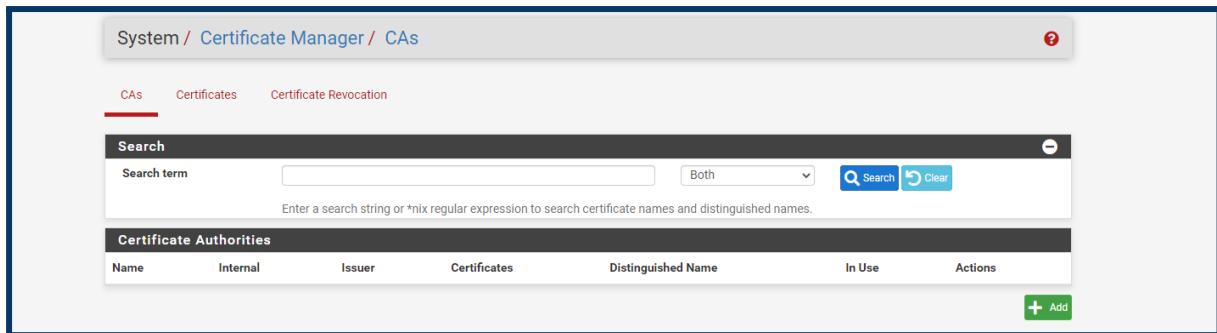 System / Certificate Manager / CAs
CAs Certificates Certificate Revocation
Search
Search term Both Search Clear
Enter a search string or *nix regular expression to search certificate names and distinguished names.
Certificate Authorities
Name Internal Issuer Certificates Distinguished Name In Use Actions
Add